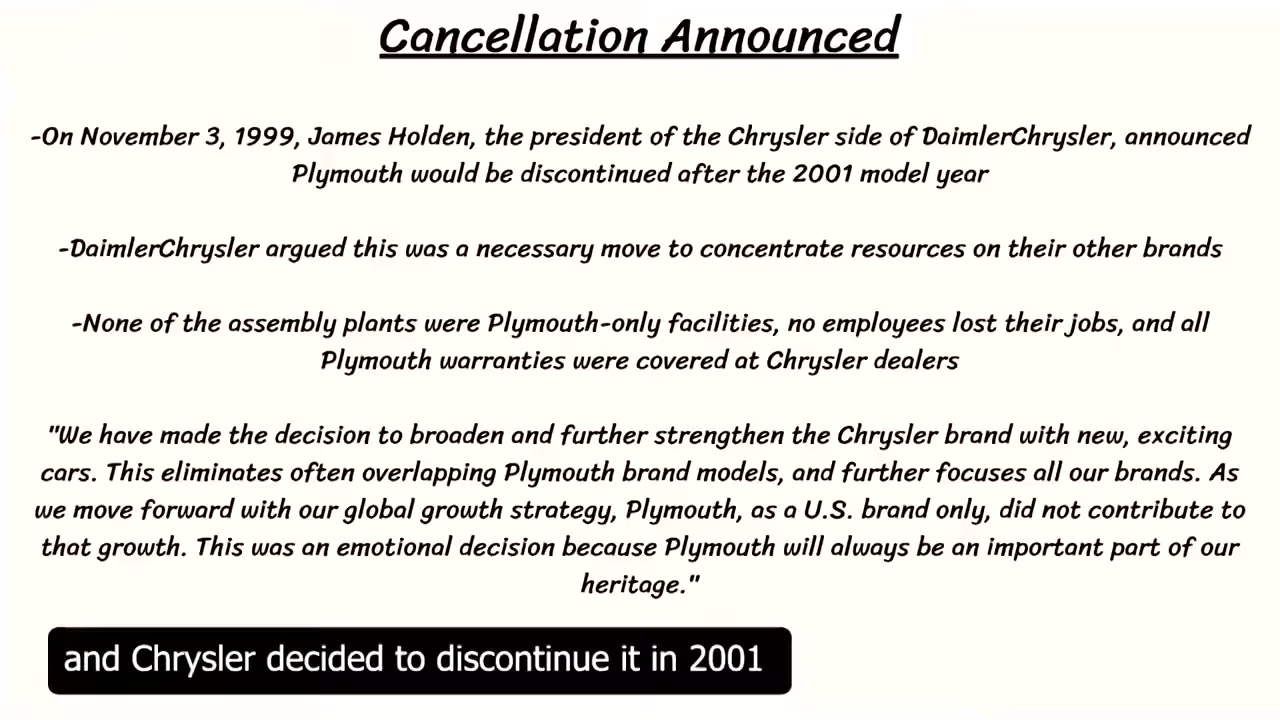 Cancellation Announced
-On November 3, 1999, James Holden, the president of the Chrysler side of DaimlerChrysler, announced
Plymouth would be discontinued after the 2001 model year
-DaimlerChrysler argued this was a necessary move to concentrate resources on their other brands
-None of the assembly plants were Plymouth-only facilities, no employees lost their jobs, and all
Plymouth warranties were covered at Chrysler dealers
"We have made the decision to broaden and further strengthen the Chrysler brand with new, exciting
cars. This eliminates often overlapping Plymouth brand models, and further focuses all our brands. As
we move forward with our global growth strategy, Plymouth, as a U.S. brand only, did not contribute to
that growth. This was an emotional decision because Plymouth will always be an important part of our
heritage."
and Chrysler decided to discontinue it in 2001